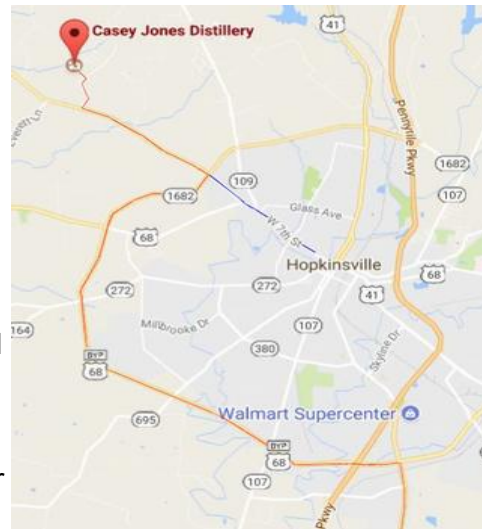 Casey Jones Distillery
Pennyrile Pkwy
1682
107
109
1682
Glass Ave
W 7th St
68
Hopkinsville
68
272
272
41
164
Millbrooke Dr
107
BYP
68
380
Skyline Dr
Walmart Supercenter
695
BYP
68
107
Pkwy